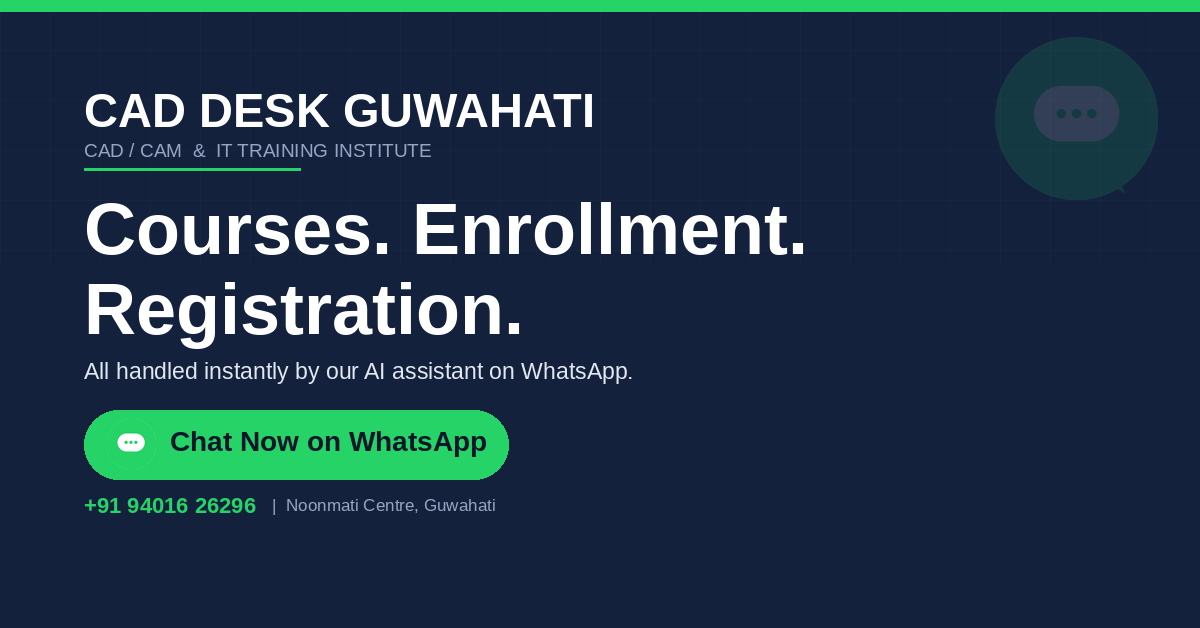 CAD DESK GUWAHATI
CAD / CAM & IT TRAINING INSTITUTE
Courses. Enrollment.
Registration.
All handled instantly by our AI assistant on WhatsApp.
Chat Now on WhatsApp
+91 94016 26296 | Noonmati Centre, Guwahati